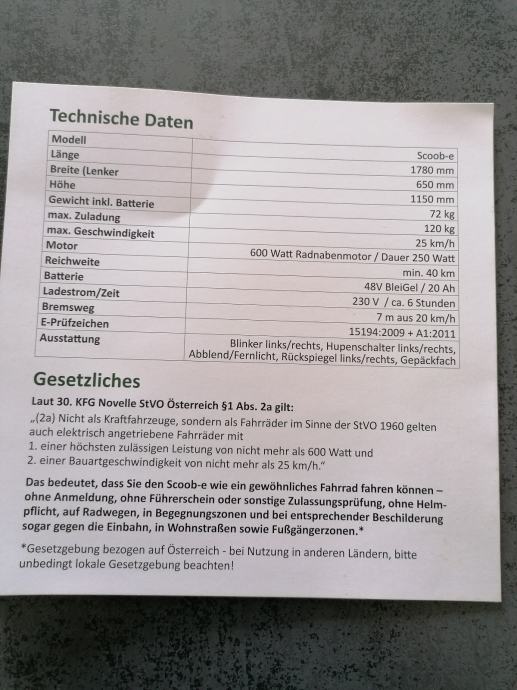 Technische Daten
Modell Scoob-e
Länge 1780 mm
Breite (Lenker 650 mm
Höhe 1150 mm
Gewicht inkl. Batterie 72 kg
max. Zuladung 120 kg
max. Geschwindigkeit 25 km/h
Motor 600 Watt Radnabenmotor / Dauer 250 Watt
Reichweite min. 40 km
Batterie 48V BleiGel / 20 Ah
Ladestrom/Zeit 230 V / ca. 6 Stunden
Bremsweg 7 m aus 20 km/h
E-Prüfzeichen 15194:2009 + A1:2011
Ausstattung Blinker links/rechts, Hupenschalter links/rechts,
Abblend/Fernlicht, Rückspiegel links/rechts, Gepäckfach
Gesetzliches
Laut 30. KFG Novelle StVO Österreich §1 Abs. 2a gilt:
„(2a) Nicht als Kraftfahrzeuge, sondern als Fahrräder im Sinne der StVO 1960 gelten
auch elektrisch angetriebene Fahrräder mit
1. einer höchsten zulässigen Leistung von nicht mehr als 600 Watt und
2. einer Bauartgeschwindigkeit von nicht mehr als 25 km/h.“
Das bedeutet, dass Sie den Scoob-e wie ein gewöhnliches Fahrrad fahren können –
ohne Anmeldung, ohne Führerschein oder sonstige Zulassungsprüfung, ohne Helm-
pflicht, auf Radwegen, in Begegnungszonen und bei entsprechender Beschilderung
sogar gegen die Einbahn, in Wohnstraßen sowie Fußgängerzonen.*
*Gesetzgebung bezogen auf Österreich - bei Nutzung in anderen Ländern, bitte
unbedingt lokale Gesetzgebung beachten!